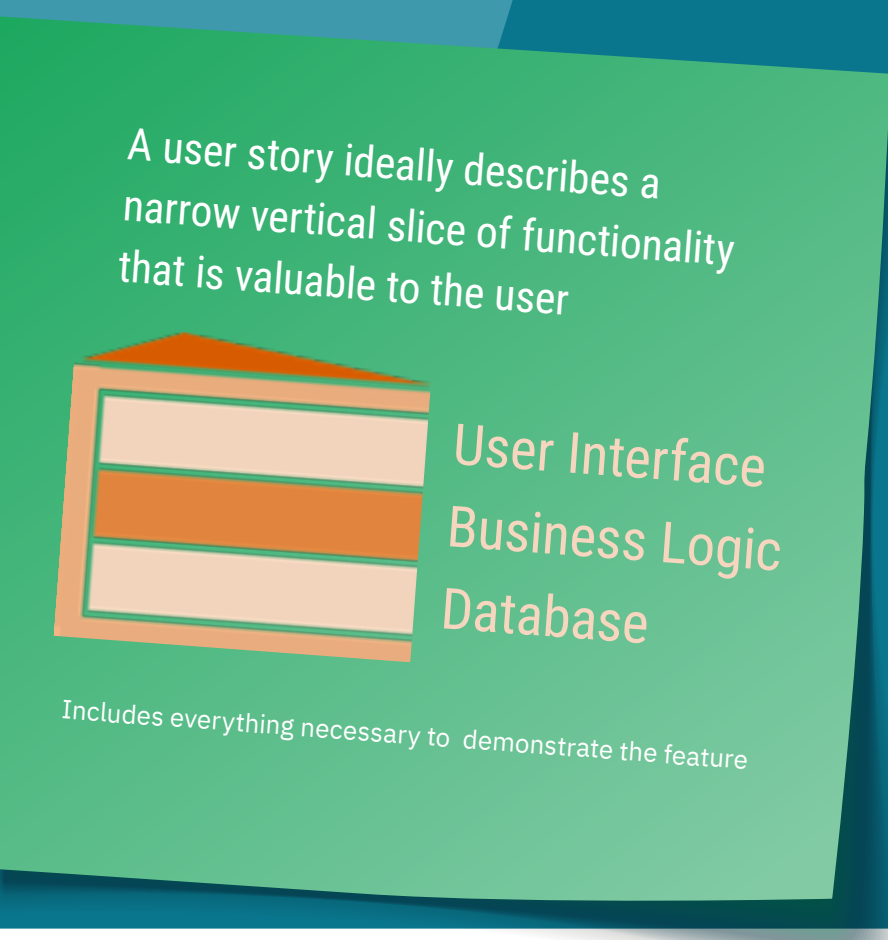 A user story ideally describes a
narrow vertical slice of functionality
that is valuable to the user
User Interface
Business Logic
Database
Includes everything necessary to demonstrate the feature